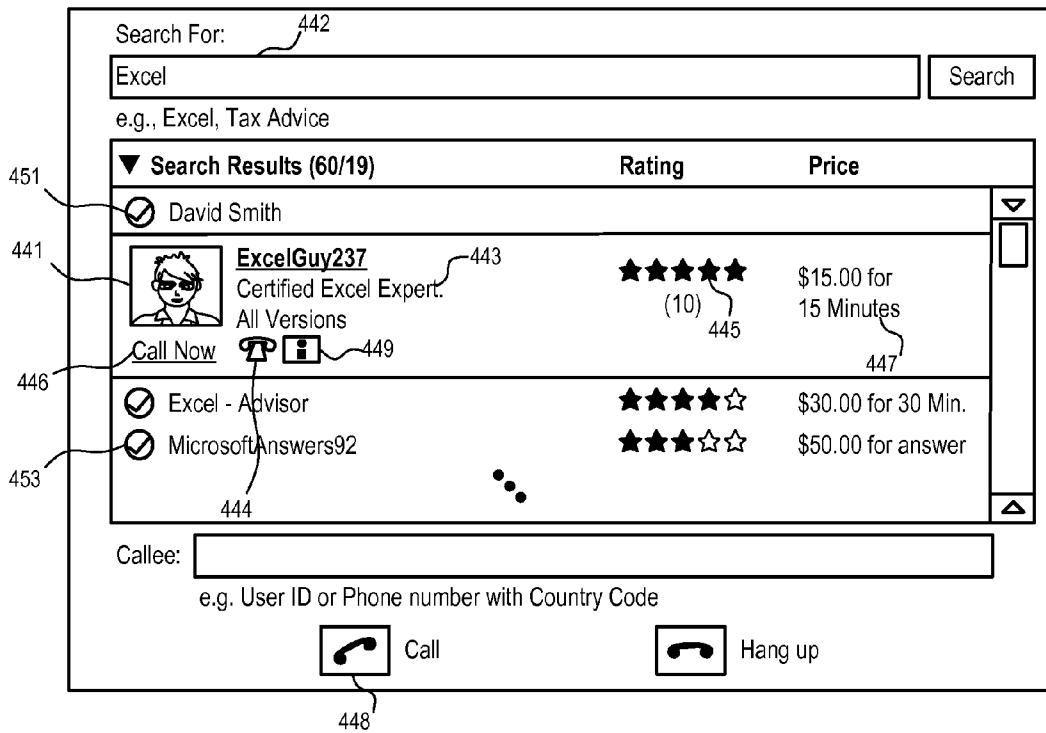 Search For:
442
Excel
Search
e.g., Excel, Tax Advice
Search Results (60/19) Rating Price
451
David Smith
441
ExcelGuy237
443
Certified Excel Expert.
All Versions
(10)
445
$15.00 for
15 Minutes
447
Call Now
449
446
Excel - Advisor $30.00 for 30 Min.
MicrosoftAnswers92 $50.00 for answer
453
444
Callee:
e.g. User ID or Phone number with Country Code
Call
Hang up
448